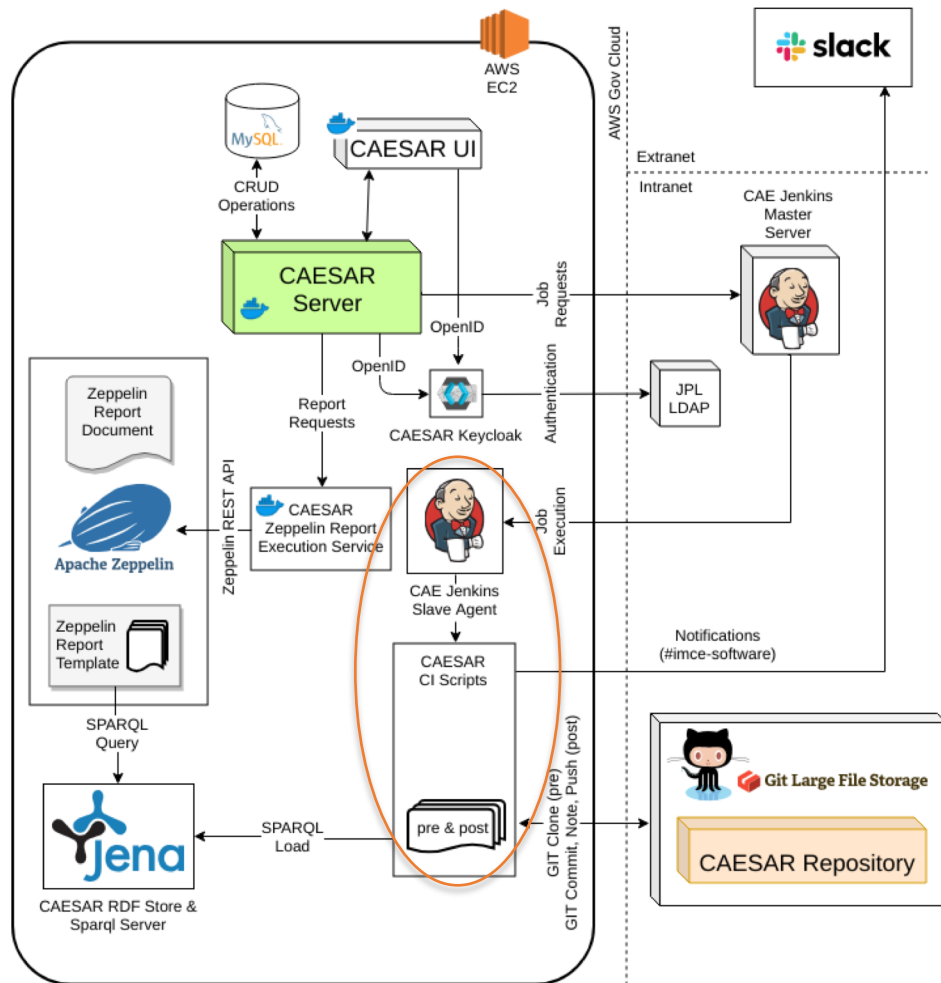 AWS
EC2
AWS Gov Cloud
slack
Extranet
Intranet
MySQL
CAESAR UI
CRUD
Operations
CAE Jenkins
Master
Server
CAESAR
Server
Job
Requests
OpenID
OpenID
Zeppelin
Report
Document
Report
Requests
CAESAR Keycloak
Authentication
JPL
LDAP
Zeppelin REST API
CAESAR
Zeppelin Report
Execution Service
Apache Zeppelin
Job
Execution
CAE Jenkins
Slave Agent
Zeppelin
Report
Template
CAESAR
CI Scripts
Notifications
(#imce-software)
SPARQL
Query
Git Large File Storage
GIT Clone (pre)
GIT Commit, Note, Push (post)
Jena
SPARQL
Load
pre & post
CAESAR Repository
CAESAR RDF Store &
Sparql Server